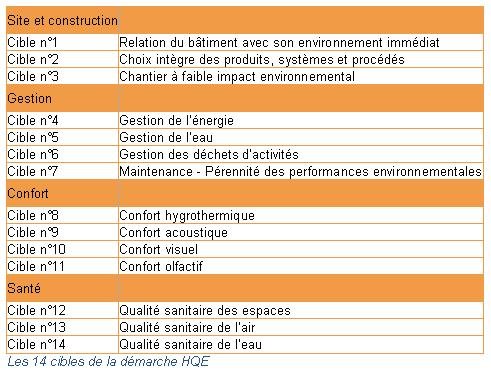 Site et construction
Cible n°1 Relation du bâtiment avec son environnement immédiat
Cible n°2 Choix intègre des produits, systèmes et procédés
Cible n°3 Chantier à faible impact environnemental
Gestion
Cible n°4 Gestion de l'énergie
Cible n°5 Gestion de l'eau
Cible n°6 Gestion des déchets d'activités
Cible n°7 Maintenance - Pérennité des performances environnementales
Confort
Cible n°8 Confort hygrothermique
Cible n°9 Confort acoustique
Cible n°10 Confort visuel
Cible n°11 Confort olfactif
Santé
Cible n°12 Qualité sanitaire des espaces
Cible n°13 Qualité sanitaire de l'air
Cible n°14 Qualité sanitaire de l'eau
Les 14 cibles de la démarche HQE